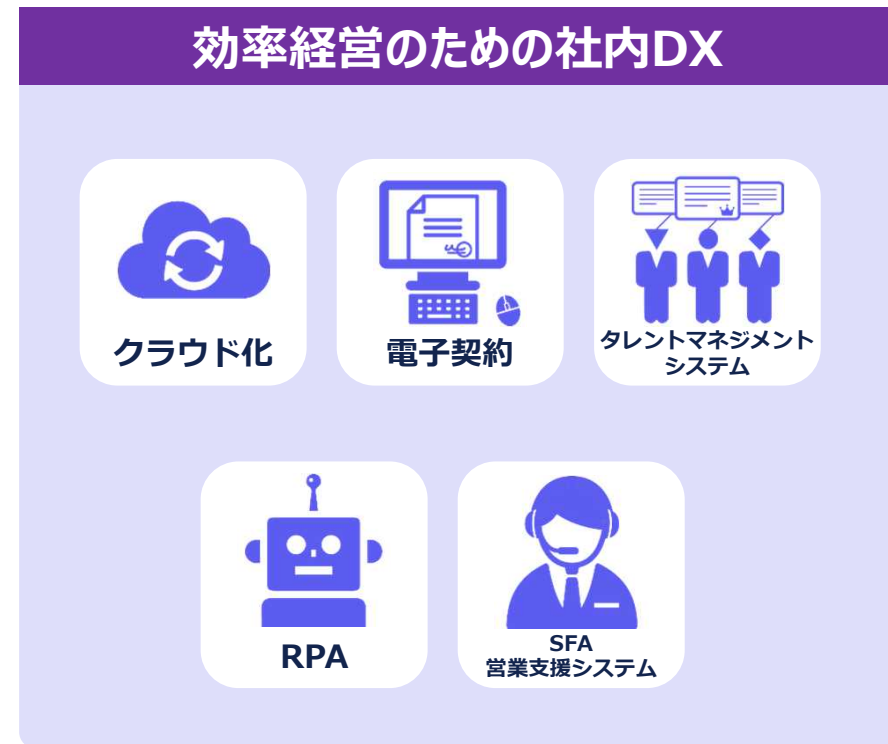 効率経営のための社内DX
クラウド化
電子契約
タレントマネジメント
システム
RPA
SFA
営業支援システム